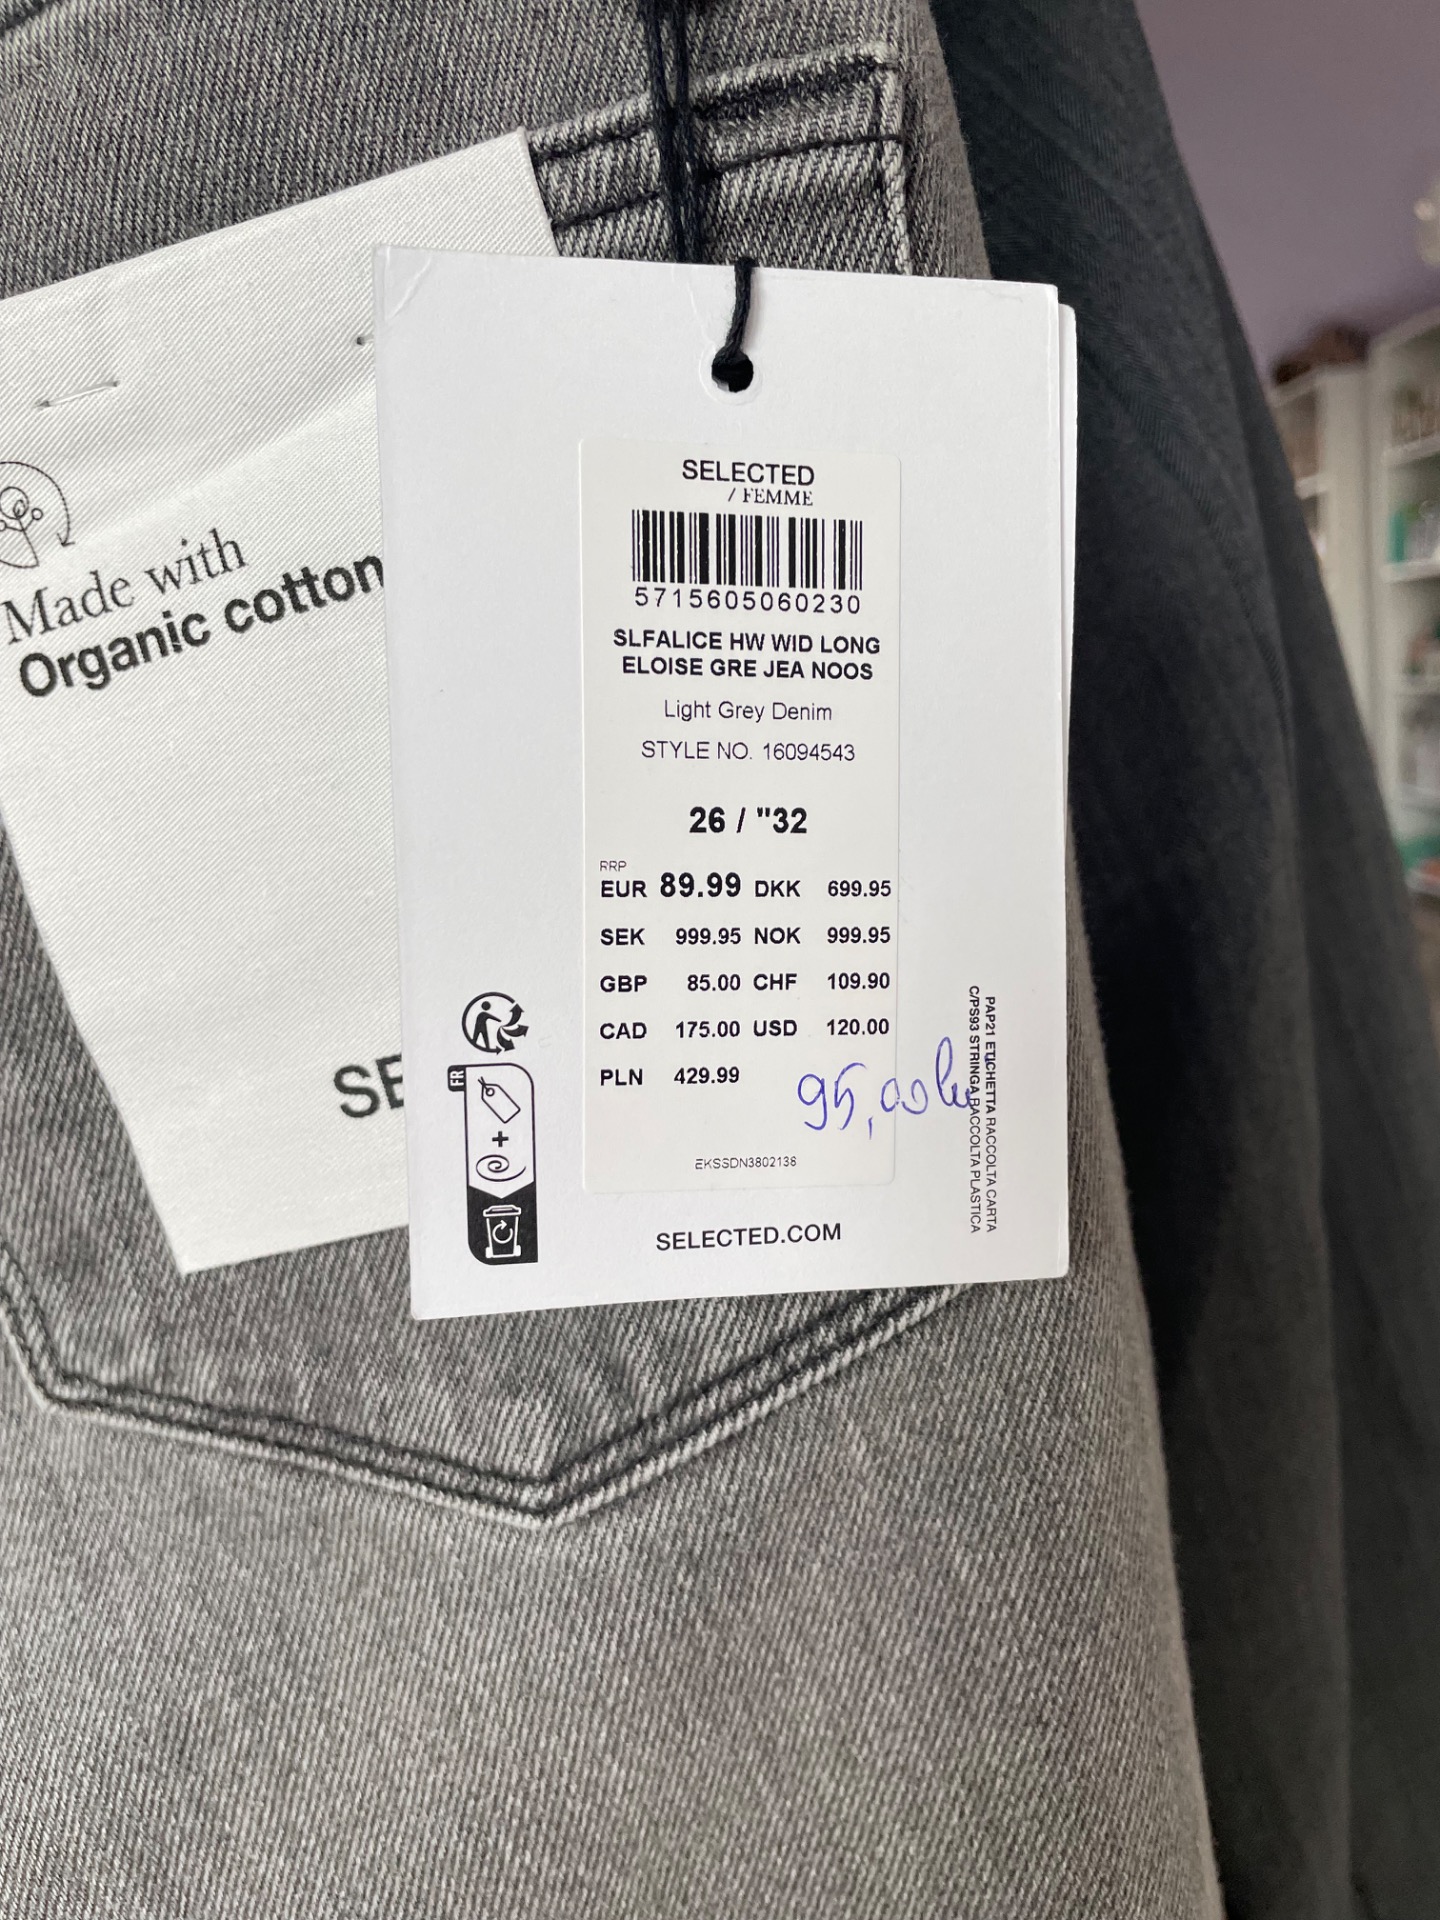 Made with
Organic cotton
SE
SELECTED
/ FEMME
5715605060230
SLFALICE HW WID LONG
ELOISE GRE JEA NOOS
Light Grey Denim
STYLE NO. 16094543
26 / "32
RRP
EUR 89.99 DKK 699.95
SEK 999.95 NOK 999.95
GBP 85.00 CHF 109.90
CAD 175.00 USD 120.00
PLN 429.99
95,00 lei
EKSSDN3802138
SELECTED.COM
FR
+
PAP21 ETICHETTA RACCOLTA CARTA
C/PS93 STRINGA RACCOLTA PLASTICA